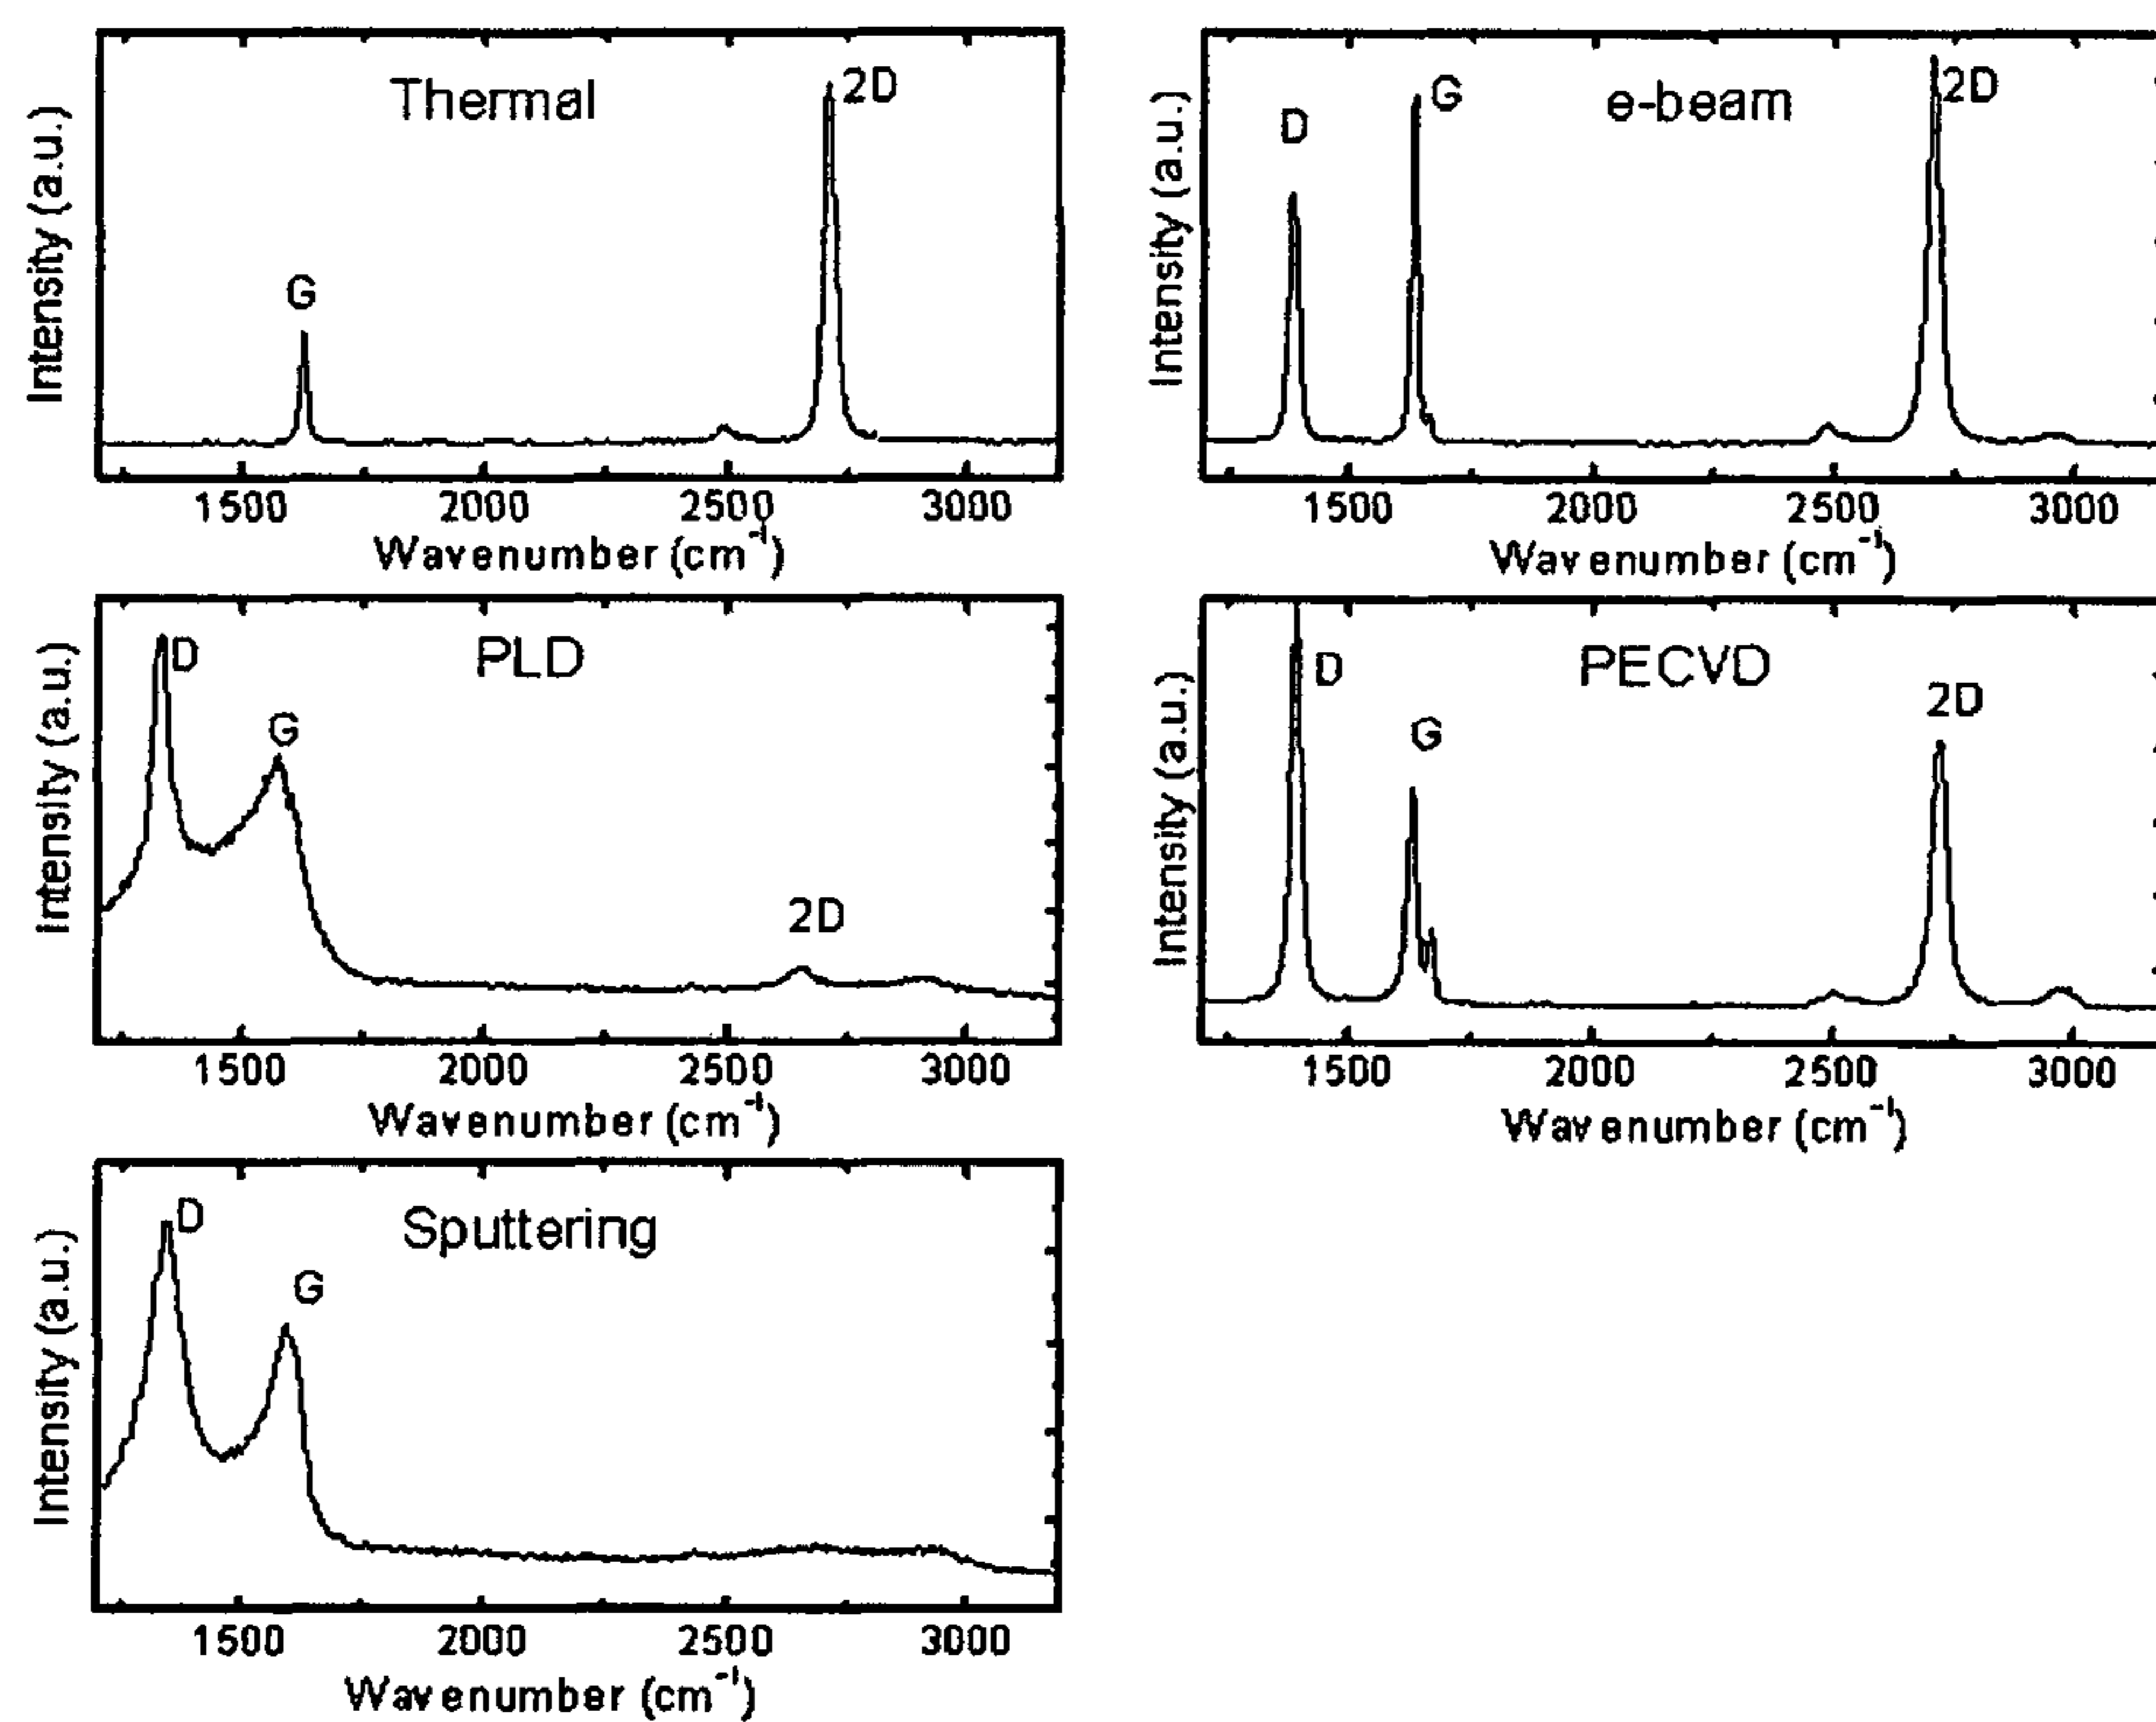 Thermal
G
2D
Intensity (a.u.)
1500 2000 2500 3000
Wavenumber (cm⁻¹)
e-beam
D
G
2D
Intensity (a.u.)
1500 2000 2500 3000
Wavenumber (cm⁻¹)
PLD
D
G
2D
Intensity (a.u.)
1500 2000 2500 3000
Wavenumber (cm⁻¹)
PECVD
D
G
2D
Intensity (a.u.)
1500 2000 2500 3000
Wavenumber (cm⁻¹)
Sputtering
D
G
Intensity (a.u.)
1500 2000 2500 3000
Wavenumber (cm⁻¹)